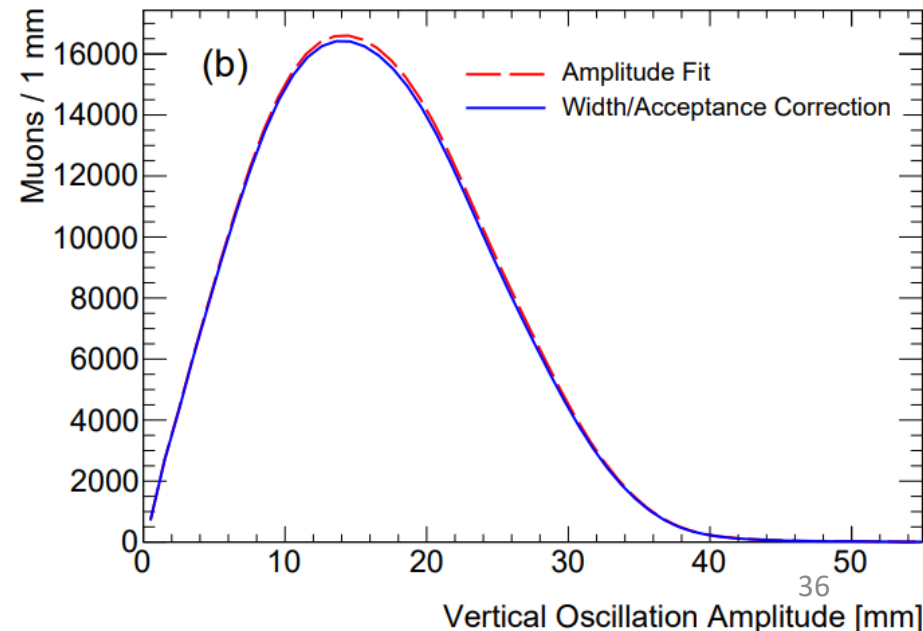 Muons / 1 mm
16000
14000
12000
10000
8000
6000
4000
2000
0
(b)
Amplitude Fit
Width/Acceptance Correction
0 10 20 30 40 50
36
Vertical Oscillation Amplitude [mm]